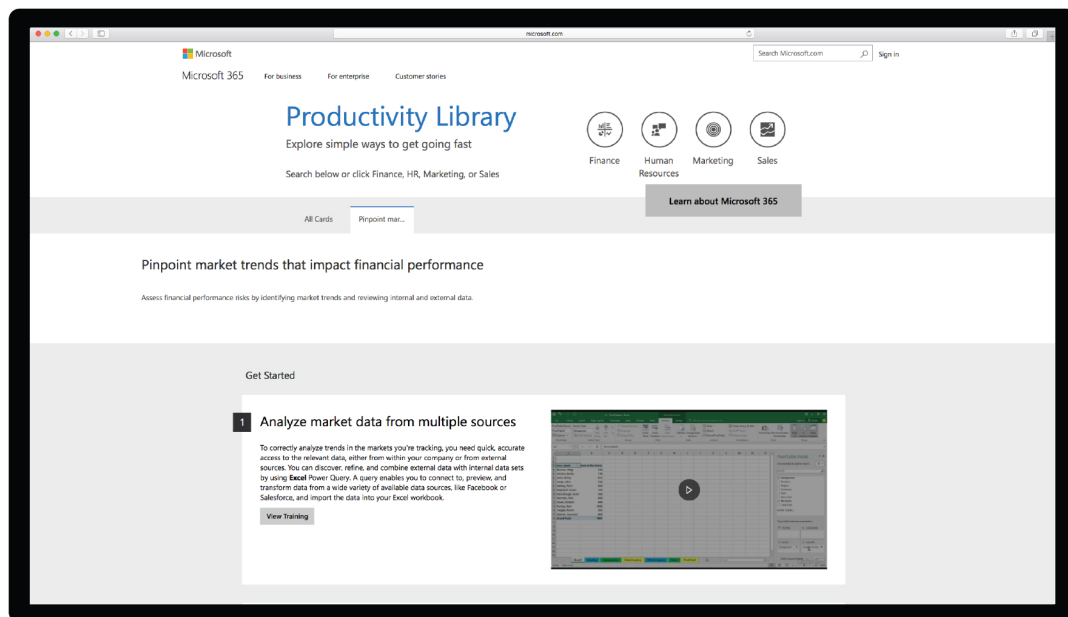 microsoft.com
Microsoft
Search Microsoft.com
Sign in
Microsoft 365
For business
For enterprise
Customer stories
Productivity Library
Explore simple ways to get going fast
Search below or click Finance, HR, Marketing, or Sales
Finance
Human
Resources
Marketing
Sales
Learn about Microsoft 365
All Cards
Pinpoint mar...
Pinpoint market trends that impact financial performance
Assess financial performance risks by identifying market trends and reviewing internal and external data.
Get Started
1
Analyze market data from multiple sources
To correctly analyze trends in the markets you're tracking, you need quick, accurate
access to the relevant data, either from within your company or from external
sources. You can discover, refine, and combine external data with internal data sets
by using Excel Power Query. A query enables you to connect to, preview, and
transform data from a wide variety of available data sources, like Facebook or
Salesforce, and import the data into your Excel workbook.
View Training